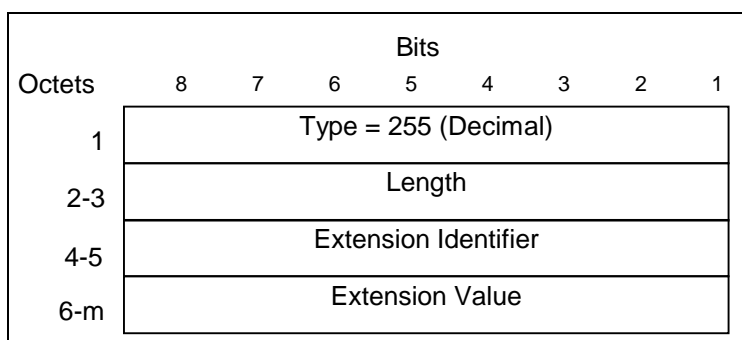 Bits
Octets 8 7 6 5 4 3 2 1
1 Type = 255 (Decimal)
2-3 Length
4-5 Extension Identifier
6-m Extension Value